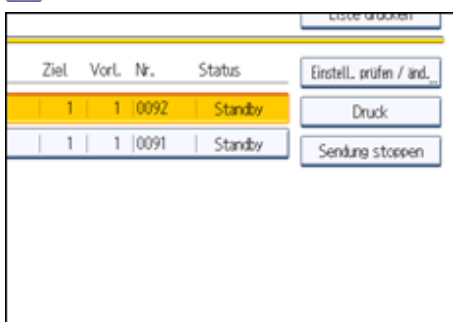 Liste drucken
Ziel Vorl. Nr. Status
Einstell. prüfen / änd.
1 1 0092 Standby
Druck
1 1 0091 Standby
Sendung stoppen